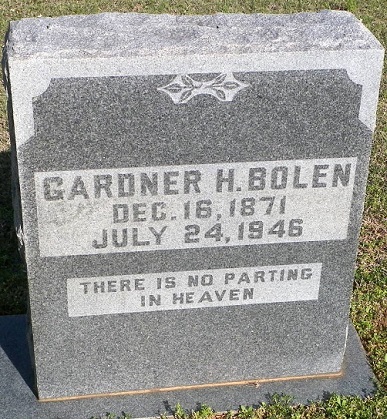 GARDNER H. BOLEN
DEC. 16, 1871
JULY 24, 1946
THERE IS NO PARTING
IN HEAVEN